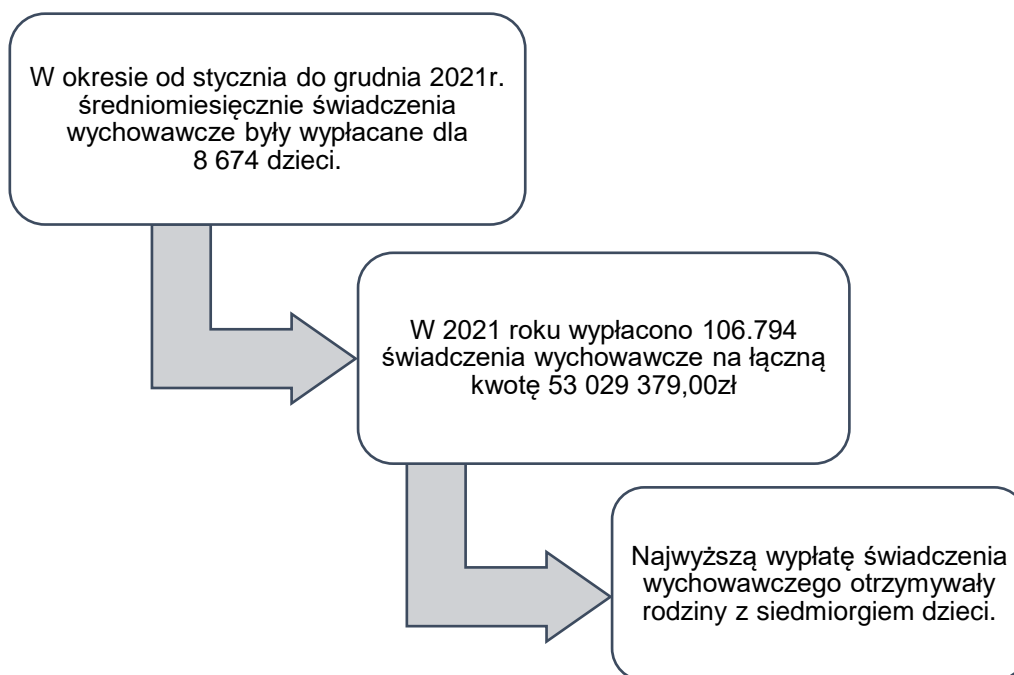 W okresie od stycznia do grudnia 2021r.
średniomiesięcznie świadczenia
wychowawcze były wypłacane dla
8 674 dzieci.
W 2021 roku wypłacono 106.794
świadczenia wychowawcze na łączną
kwotę 53 029 379,00zł
Najwyższą wypłatę świadczenia
wychowawczego otrzymywały
rodziny z siedmiorgiem dzieci.